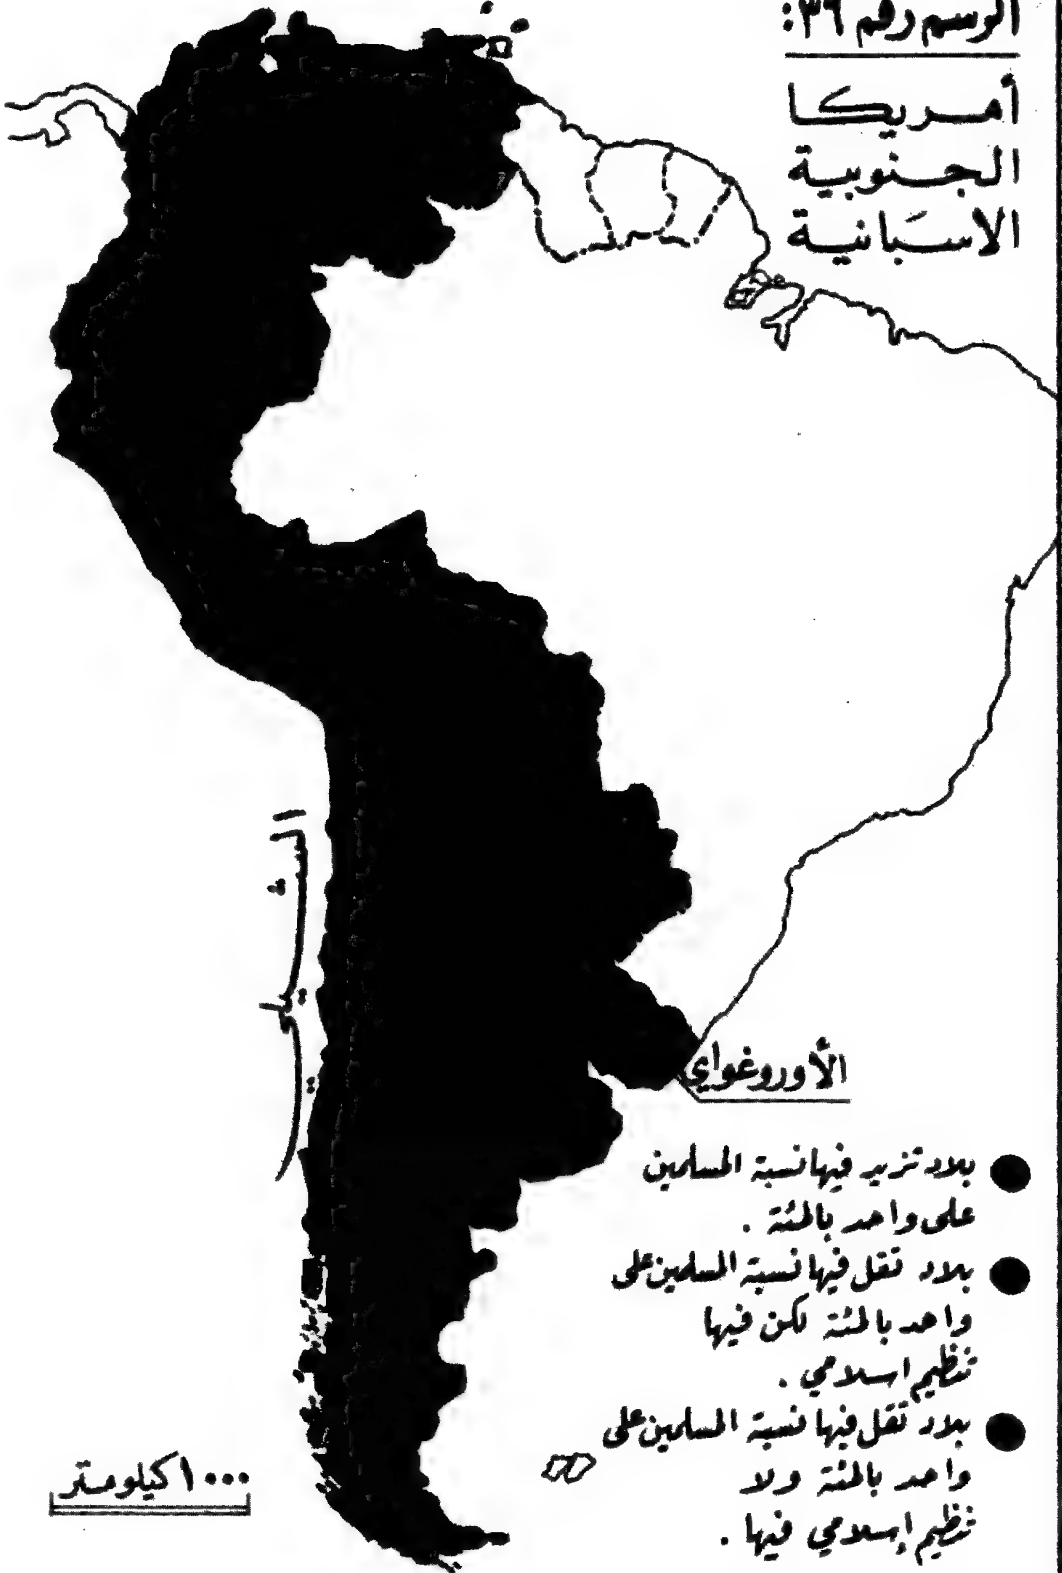 الرسم رقم ٣٦:
أمريكا
الجنوبية
الاسبانية
الشيلي
الأوروغواي
بلاد تزيد فيها نسبة المسلمين
على واحد بالمئة .
بلاد تقل فيها نسبة المسلمين على
واحد بالمئة لكن فيها
تنظيم اسلامي .
بلاد تقل فيها نسبة المسلمين على
واحد بالمئة ولا
تنظيم إسلامي فيها .
١٠٠٠ كيلومتر